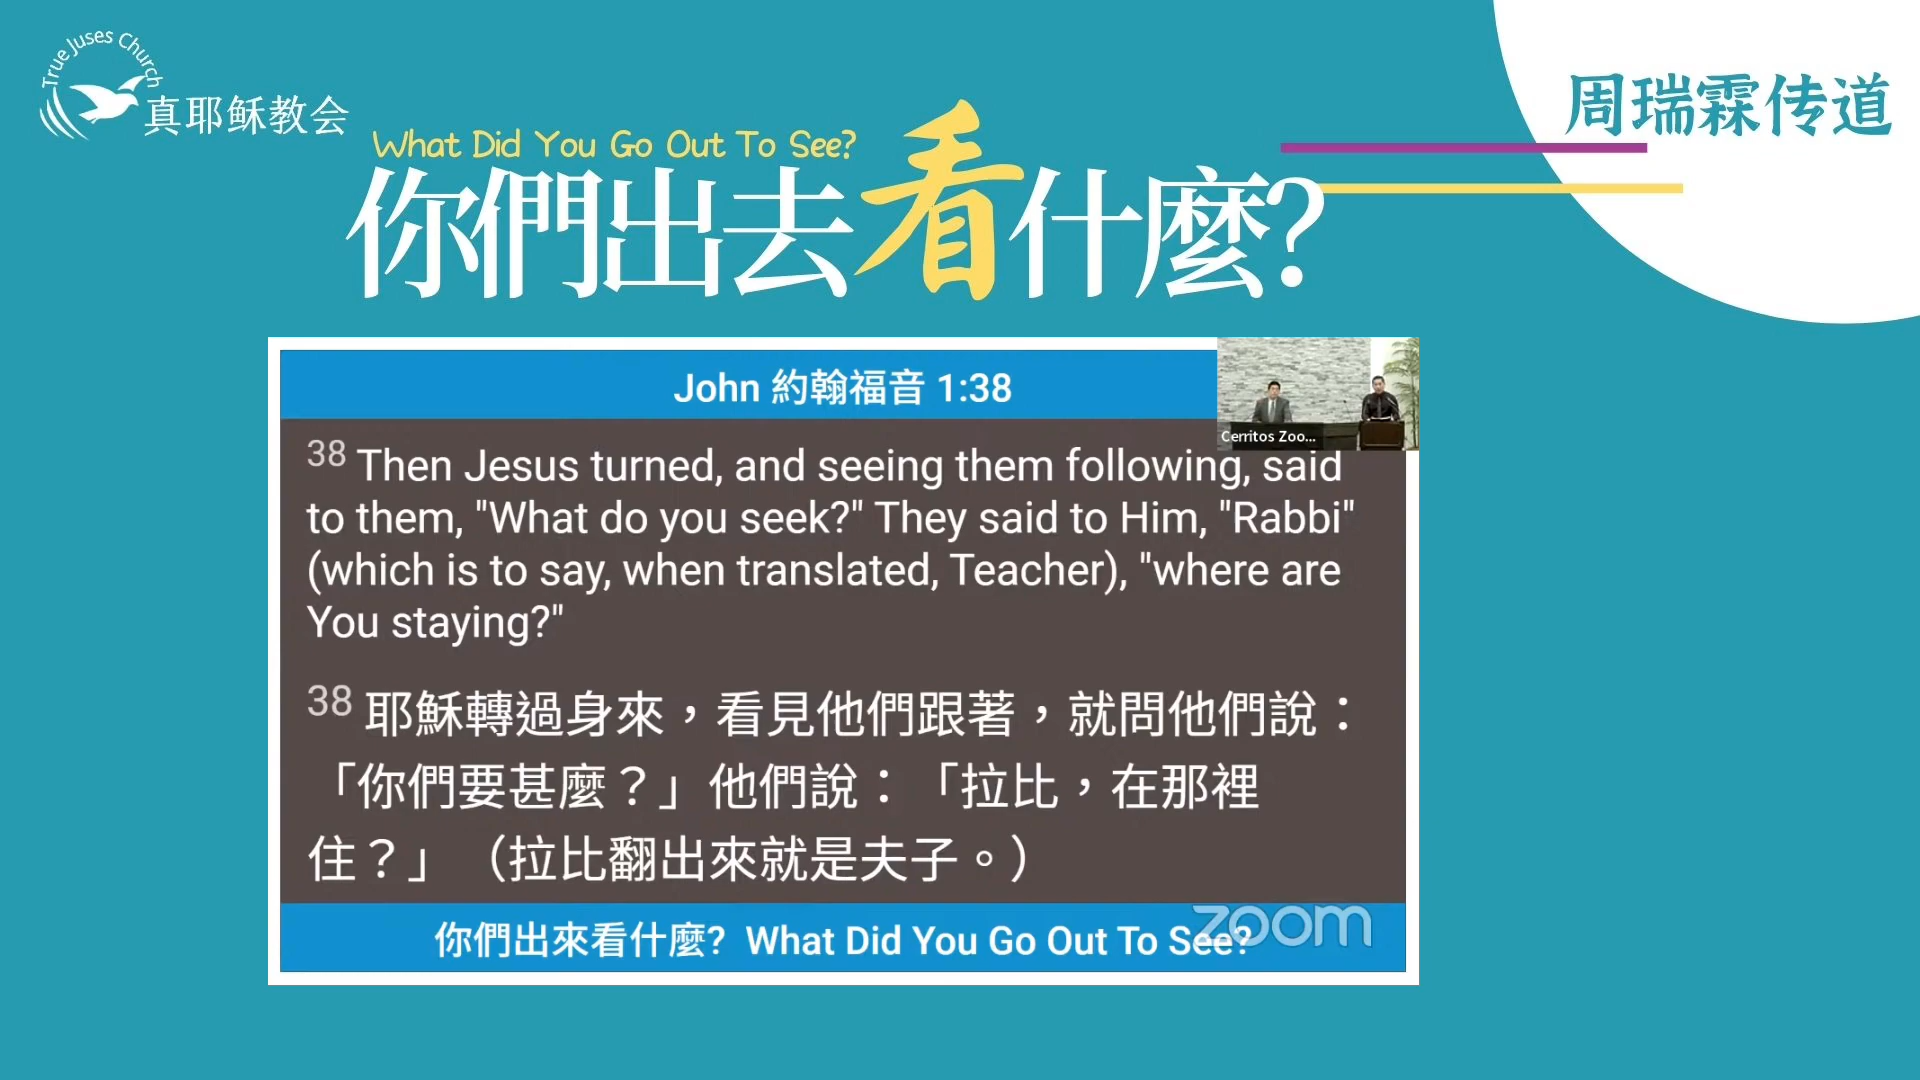 True Juses Church
真耶稣教会
周瑞霖传道
What Did You Go Out To See?
你們出去看什麼?
John 約翰福音 1:38
Cerritos Zoo...
38 Then Jesus turned, and seeing them following, said
to them, "What do you seek?" They said to Him, "Rabbi"
(which is to say, when translated, Teacher), "where are
You staying?"
38 耶穌轉過身來，看見他們跟著，就問他們說：
「你們要甚麼？」他們說：「拉比，在那裡
住？」（拉比翻出來就是夫子。）
你們出來看什麼? What Did You Go Out To See?
zoom